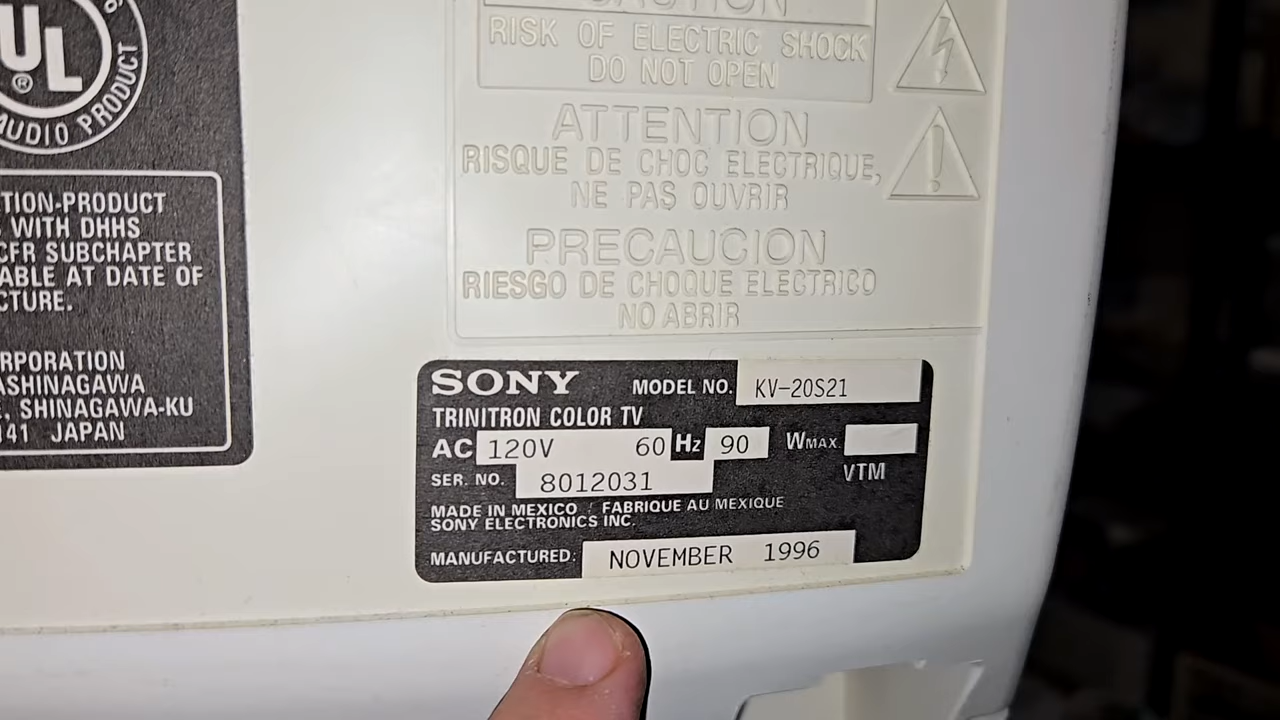 UL
®
AUDIO PRODUCT
TION-PRODUCT
WITH DHHS
CFR SUBCHAPTER
ABLE AT DATE OF
CTURE.
RPORATION
ASHINAGAWA
SHINAGAWA-KU
141 JAPAN
CAUTION
RISK OF ELECTRIC SHOCK
DO NOT OPEN
ATTENTION
RISQUE DE CHOC ELECTRIQUE,
NE PAS OUVRIR
PRECAUCION
RIESGO DE CHOQUE ELECTRICO
NO ABRIR
SONY MODEL NO. KV-20S21
TRINITRON COLOR TV
AC 120V 60 Hz 90 WMAX.
VTM
SER. NO. 8012031
MADE IN MEXICO / FABRIQUE AU MEXIQUE
SONY ELECTRONICS INC.
MANUFACTURED: NOVEMBER 1996